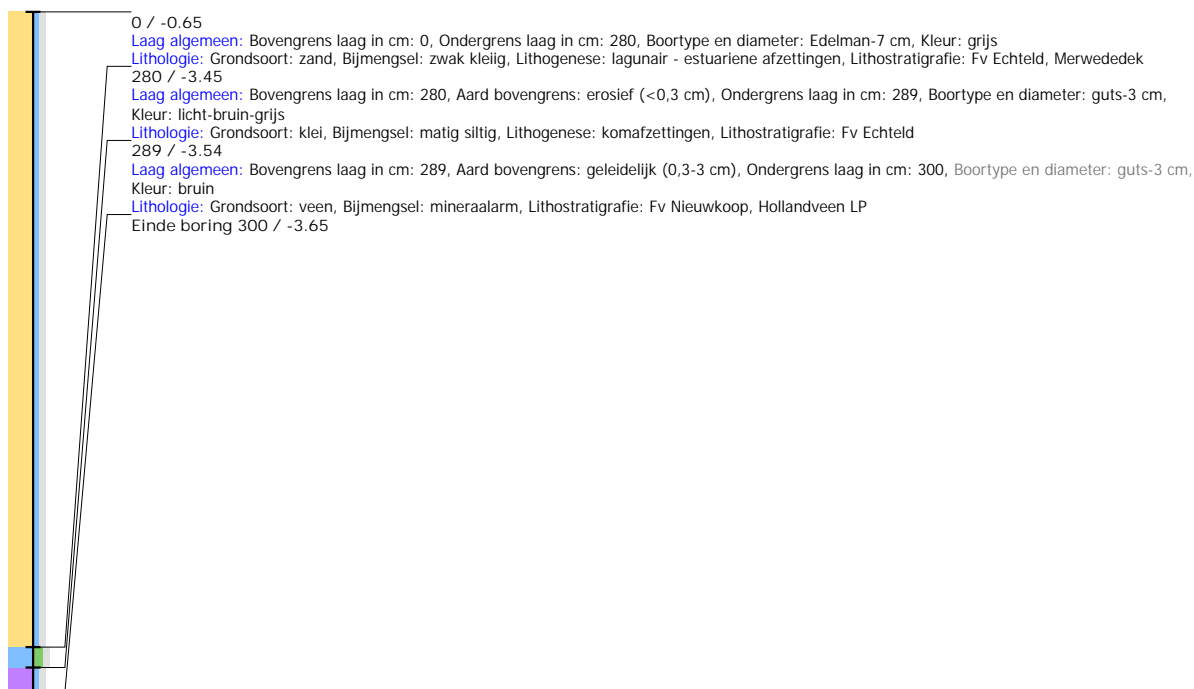 0 / -0.65
Laag algemeen: Bovengrens laag in cm: 0, Ondergrens laag in cm: 280, Boortype en diameter: Edelman-7 cm, Kleur: grijs
Lithologie: Grondsoort: zand, Bijmengsel: zwak kleiig, Lithogenese: lagunair - estuariene afzettingen, Lithostratigrafie: Fv Echteld, Merwededek
280 / -3.45
Laag algemeen: Bovengrens laag in cm: 280, Aard bovengrens: erosief (<0,3 cm), Ondergrens laag in cm: 289, Boortype en diameter: guts-3 cm,
Kleur: licht-bruin-grijs
Lithologie: Grondsoort: klei, Bijmengsel: matig siltig, Lithogenese: komafzettingen, Lithostratigrafie: Fv Echteld
289 / -3.54
Laag algemeen: Bovengrens laag in cm: 289, Aard bovengrens: geleidelijk (0,3-3 cm), Ondergrens laag in cm: 300, Boortype en diameter: guts-3 cm,
Kleur: bruin
Lithologie: Grondsoort: veen, Bijmengsel: mineraalarm, Lithostratigrafie: Fv Nieuwkoop, Hollandveen LP
Einde boring 300 / -3.65